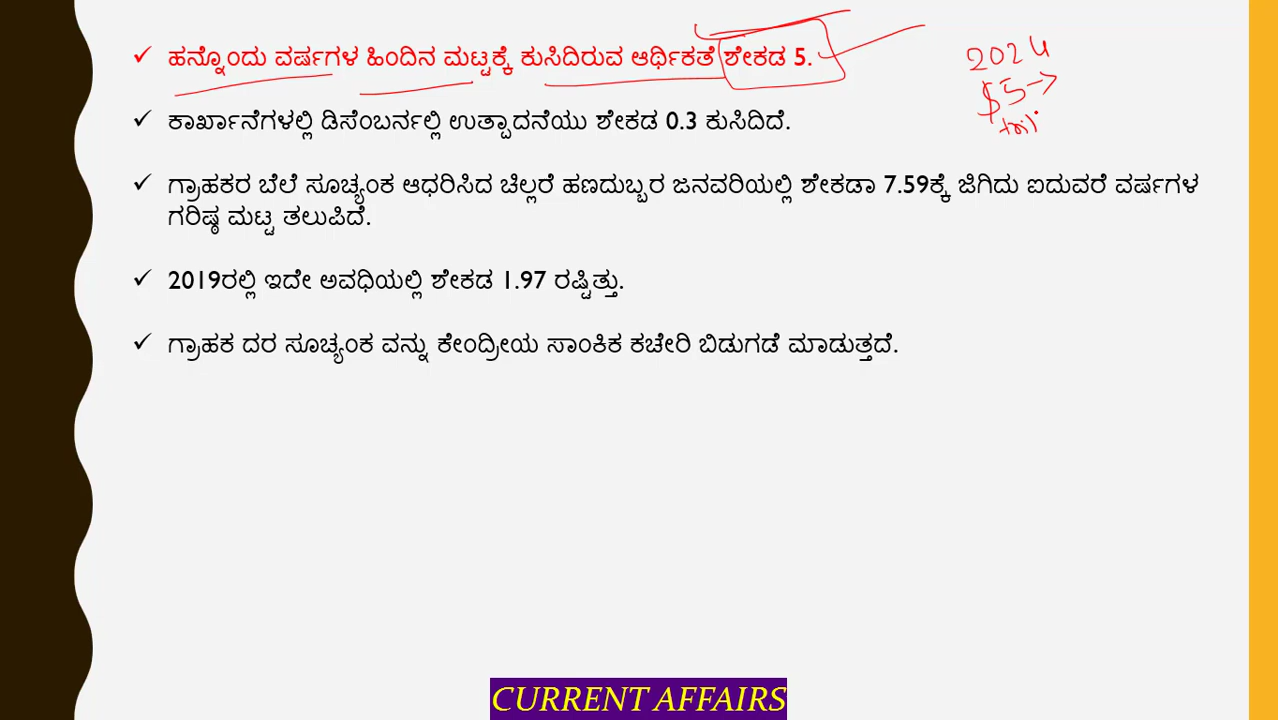 ✓ ಹನ್ನೊಂದು ವರ್ಷಗಳ ಹಿಂದಿನ ಮಟ್ಟಕ್ಕೆ ಕುಸಿದಿರುವ ಆರ್ಥಿಕತೆ ಶೇಕಡ 5.
2024
$5→
✓ ಕಾರ್ಖಾನೆಗಳಲ್ಲಿ ಡಿಸೆಂಬರ್ನಲ್ಲಿ ಉತ್ಪಾದನೆಯು ಶೇಕಡ 0.3 ಕುಸಿದಿದೆ.
✓ ಗ್ರಾಹಕರ ಬೆಲೆ ಸೂಚ್ಯಂಕ ಆಧರಿಸಿದ ಚಿಲ್ಲರೆ ಹಣದುಬ್ಬರ ಜನವರಿಯಲ್ಲಿ ಶೇಕಡಾ 7.59ಕ್ಕೆ ಜಿಗಿದು ಐದುವರೆ ವರ್ಷಗಳ
ಗರಿಷ್ಠ ಮಟ್ಟ ತಲುಪಿದೆ.
✓ 2019ರಲ್ಲಿ ಇದೇ ಅವಧಿಯಲ್ಲಿ ಶೇಕಡ 1.97 ರಷ್ಟಿತ್ತು.
✓ ಗ್ರಾಹಕ ದರ ಸೂಚ್ಯಂಕ ವನ್ನು ಕೇಂದ್ರೀಯ ಸಾಂಕಿಕ ಕಚೇರಿ ಬಿಡುಗಡೆ ಮಾಡುತ್ತದೆ.
CURRENT AFFAIRS